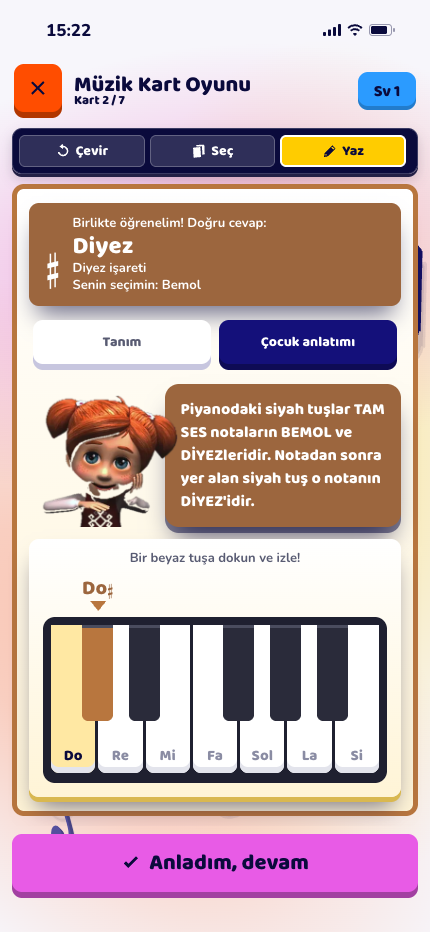 15:22
Müzik Kart Oyunu
Kart 2 / 7
Sv 1
Çevir
Seç
Yaz
Birlikte öğrenelim! Doğru cevap:
Diyez
Diyez işareti
Senin seçimin: Bemol
♯
Tanım
Çocuk anlatımı
Piyanodaki siyah tuşlar TAM
SES notaların BEMOL ve
DİYEZleridir. Notadan sonra
yer alan siyah tuş o notanın
DİYEZ'idir.
Bir beyaz tuşa dokun ve izle!
Do♯
Do Re Mi Fa Sol La Si
Anladım, devam